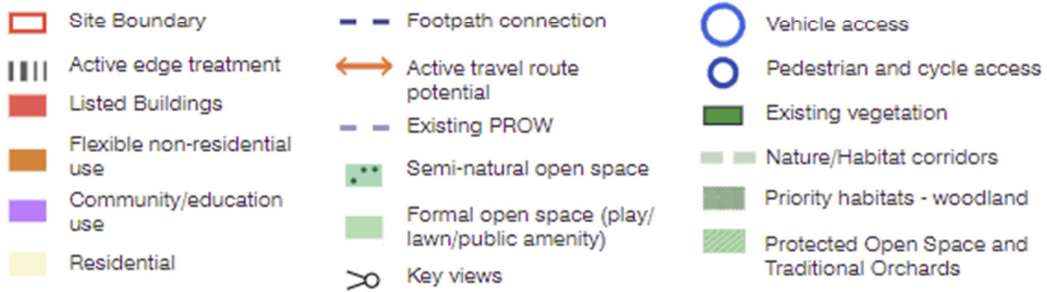 Site Boundary
Active edge treatment
Listed Buildings
Flexible non-residential
use
Community/education
use
Residential
Footpath connection
Active travel route
potential
Existing PROW
Semi-natural open space
Formal open space (play/
lawn/public amenity)
Key views
Vehicle access
Pedestrian and cycle access
Existing vegetation
Nature/Habitat corridors
Priority habitats - woodland
Protected Open Space and
Traditional Orchards